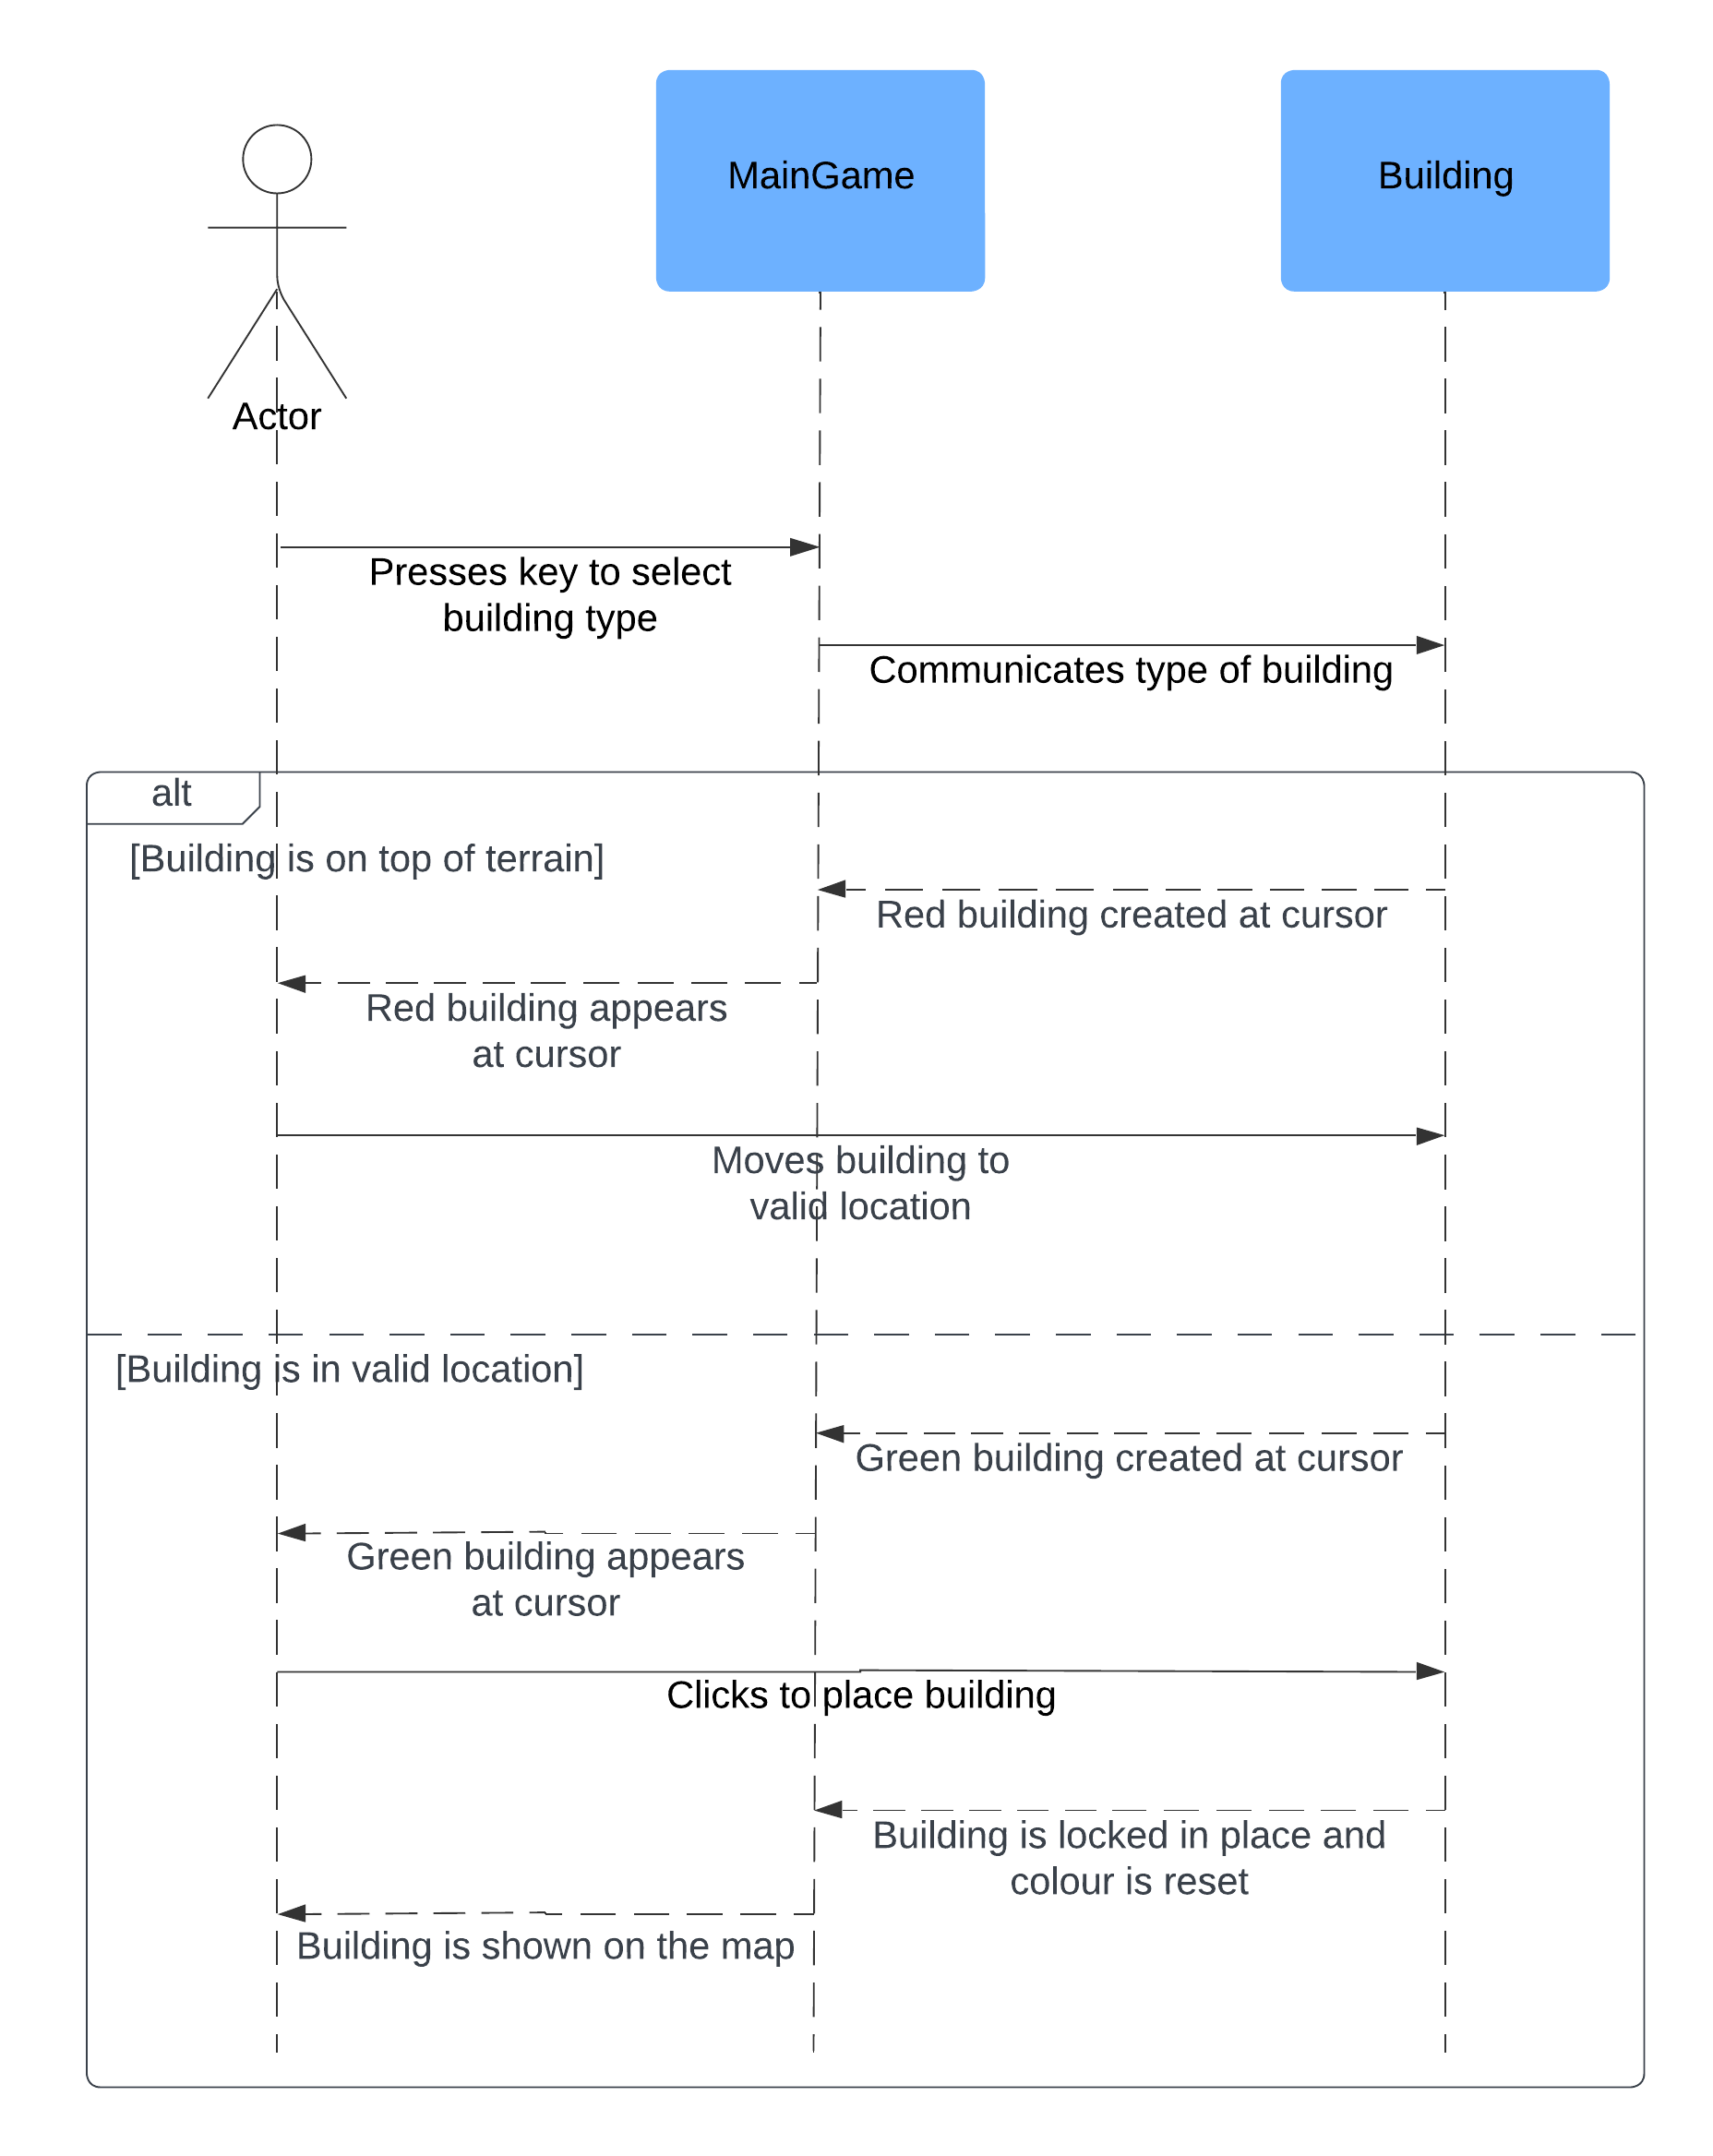 MainGame
Building
Actor
Presses key to select
building type
Communicates type of building
alt
[Building is on top of terrain]
Red building created at cursor
Red building appears
at cursor
Moves building to
valid location
[Building is in valid location]
Green building created at cursor
Green building appears
at cursor
Clicks to place building
Building is locked in place and
colour is reset
Building is shown on the map